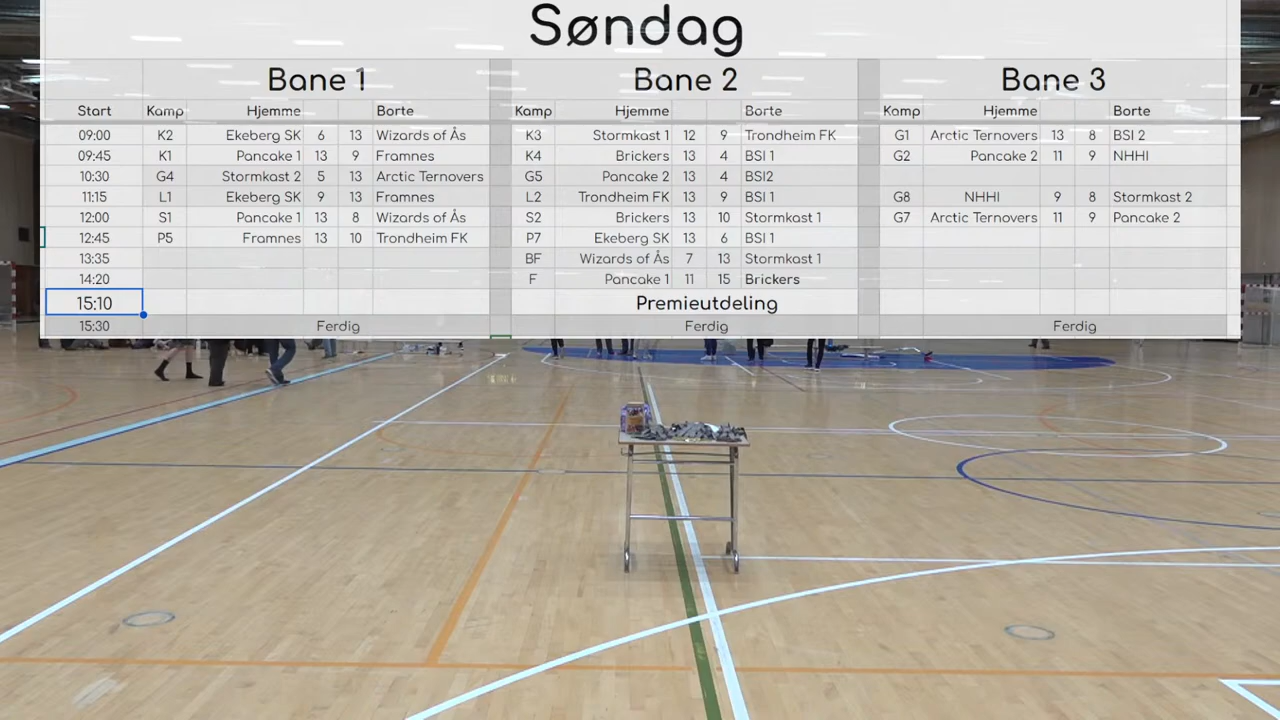 Søndag
Bane 1 Bane 2 Bane 3
Start Kamp Hjemme Borte Kamp Hjemme Borte Kamp Hjemme Borte
09:00 K2 Ekeberg SK 6 13 Wizards of Ås K3 Stormkast 1 12 9 Trondheim FK G1 Arctic Ternovers 13 8 BSI 2
09:45 K1 Pancake 1 13 9 Framnes K4 Brickers 13 4 BSI 1 G2 Pancake 2 11 9 NHHI
10:30 G4 Stormkast 2 5 13 Arctic Ternovers G5 Pancake 2 13 4 BSI2
11:15 L1 Ekeberg SK 9 13 Framnes L2 Trondheim FK 13 9 BSI 1 G8 NHHI 9 8 Stormkast 2
12:00 S1 Pancake 1 13 8 Wizards of Ås S2 Brickers 13 10 Stormkast 1 G7 Arctic Ternovers 11 9 Pancake 2
12:45 P5 Framnes 13 10 Trondheim FK P7 Ekeberg SK 13 6 BSI 1
13:35 BF Wizards of Ås 7 13 Stormkast 1
14:20 F Pancake 1 11 15 Brickers
15:10 Premieutdeling
15:30 Ferdig Ferdig Ferdig